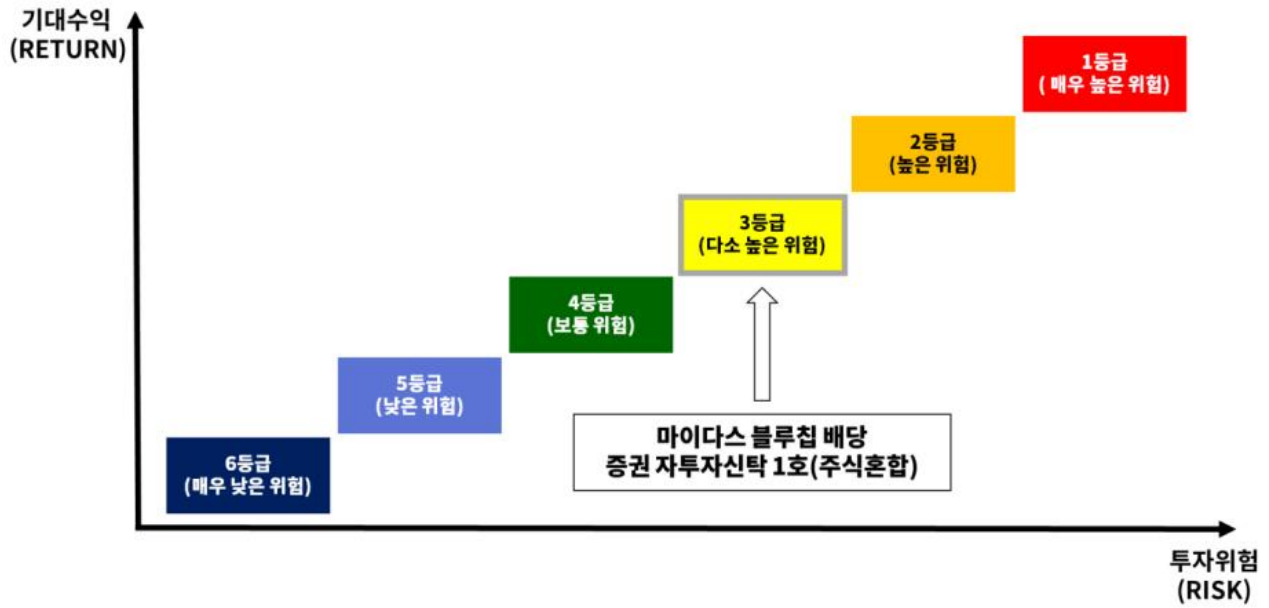 기대수익
(RETURN)
1등급
( 매우 높은 위험)
2등급
(높은 위험)
3등급
(다소 높은 위험)
4등급
(보통 위험)
5등급
(낮은 위험)
마이다스 블루칩 배당
증권 자투자신탁 1호(주식혼합)
6등급
(매우 낮은 위험)
투자위험
(RISK)